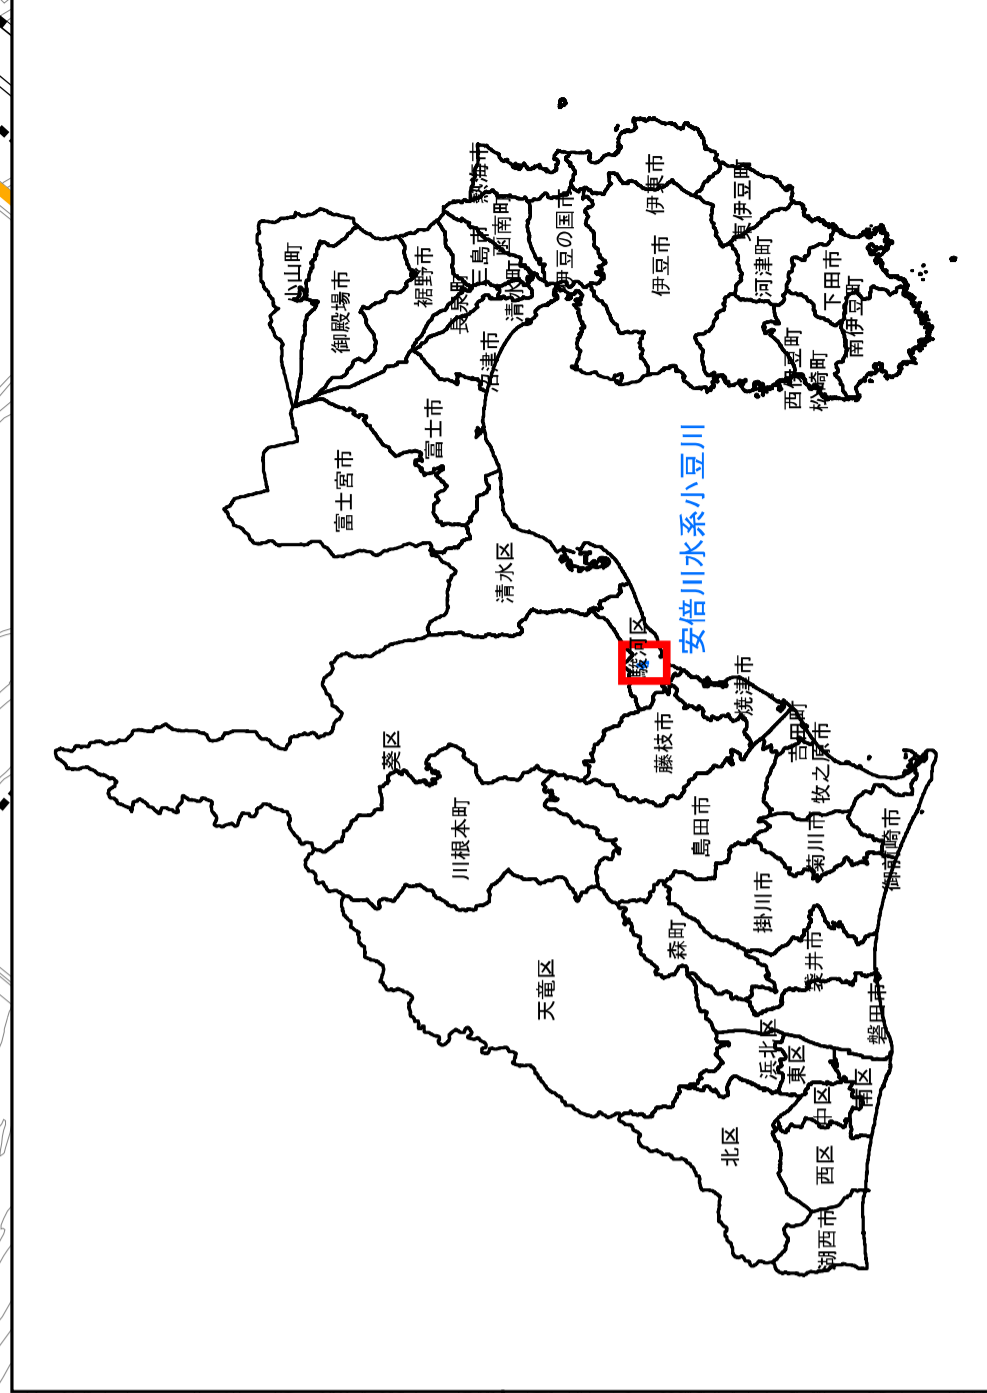 熱海市
小山町
伊東市
東伊豆町
函南町
三島市
伊豆の国市
裾野市
御殿場市
長泉町
清水町
伊豆市
河津町
下田市
南伊豆町
沼津市
西伊豆町
松崎町
富士市
富士宮市
清水区
安倍川水系小豆川
駿河区
焼津市
葵区
藤枝市
吉田町
牧之原市
川根本町
島田市
菊川市
御前崎市
掛川市
森町
袋井市
天竜区
磐田市
浜北区
東区
南区
中区
北区
西区
湖西市